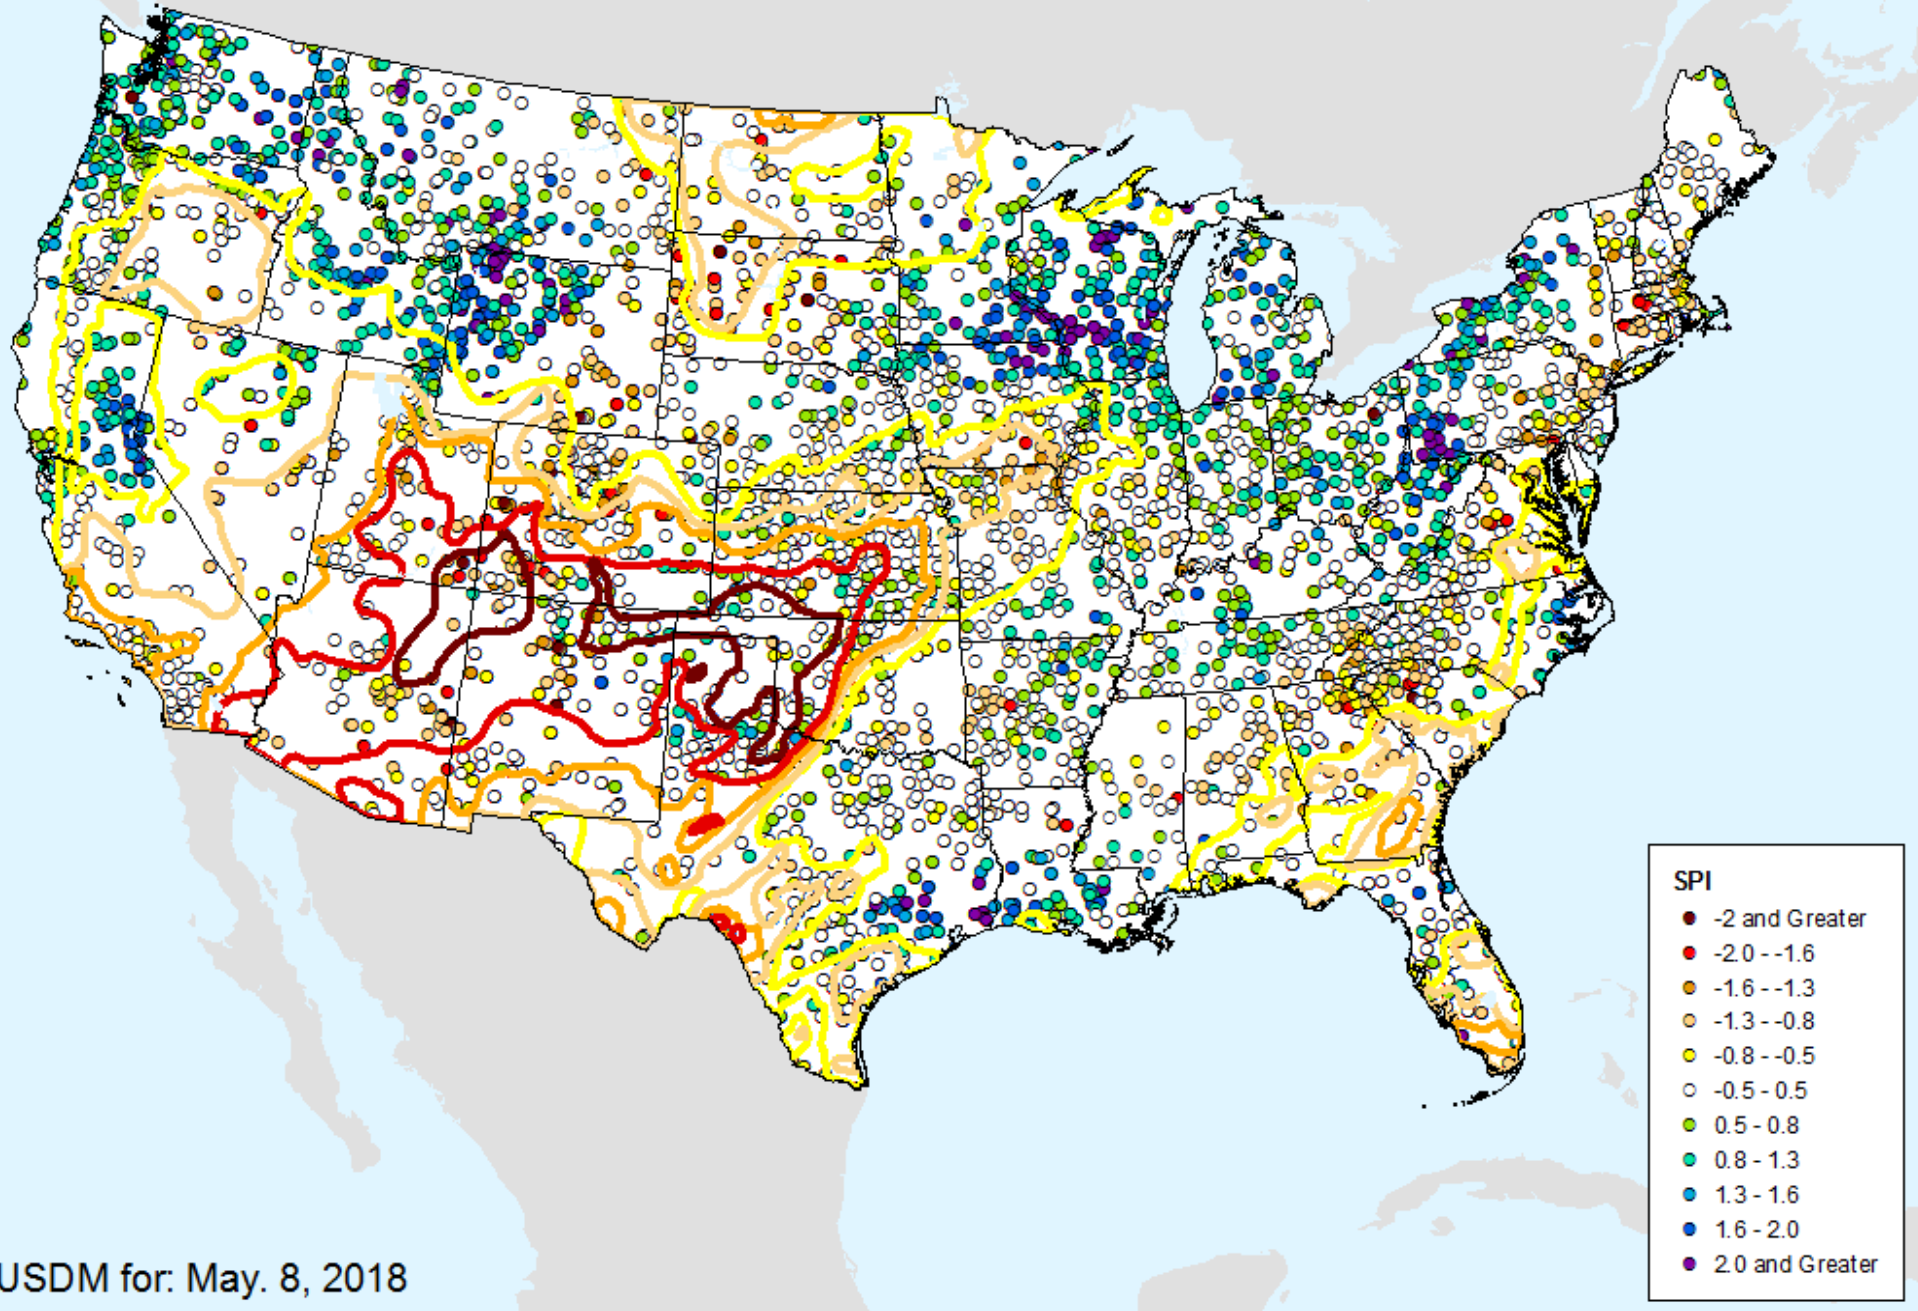 SPI
-2 and Greater
-2.0 - -1.6
-1.6 - -1.3
-1.3 - -0.8
-0.8 - -0.5
-0.5 - 0.5
0.5 - 0.8
0.8 - 1.3
1.3 - 1.6
1.6 - 2.0
2.0 and Greater
USDM for: May. 8, 2018